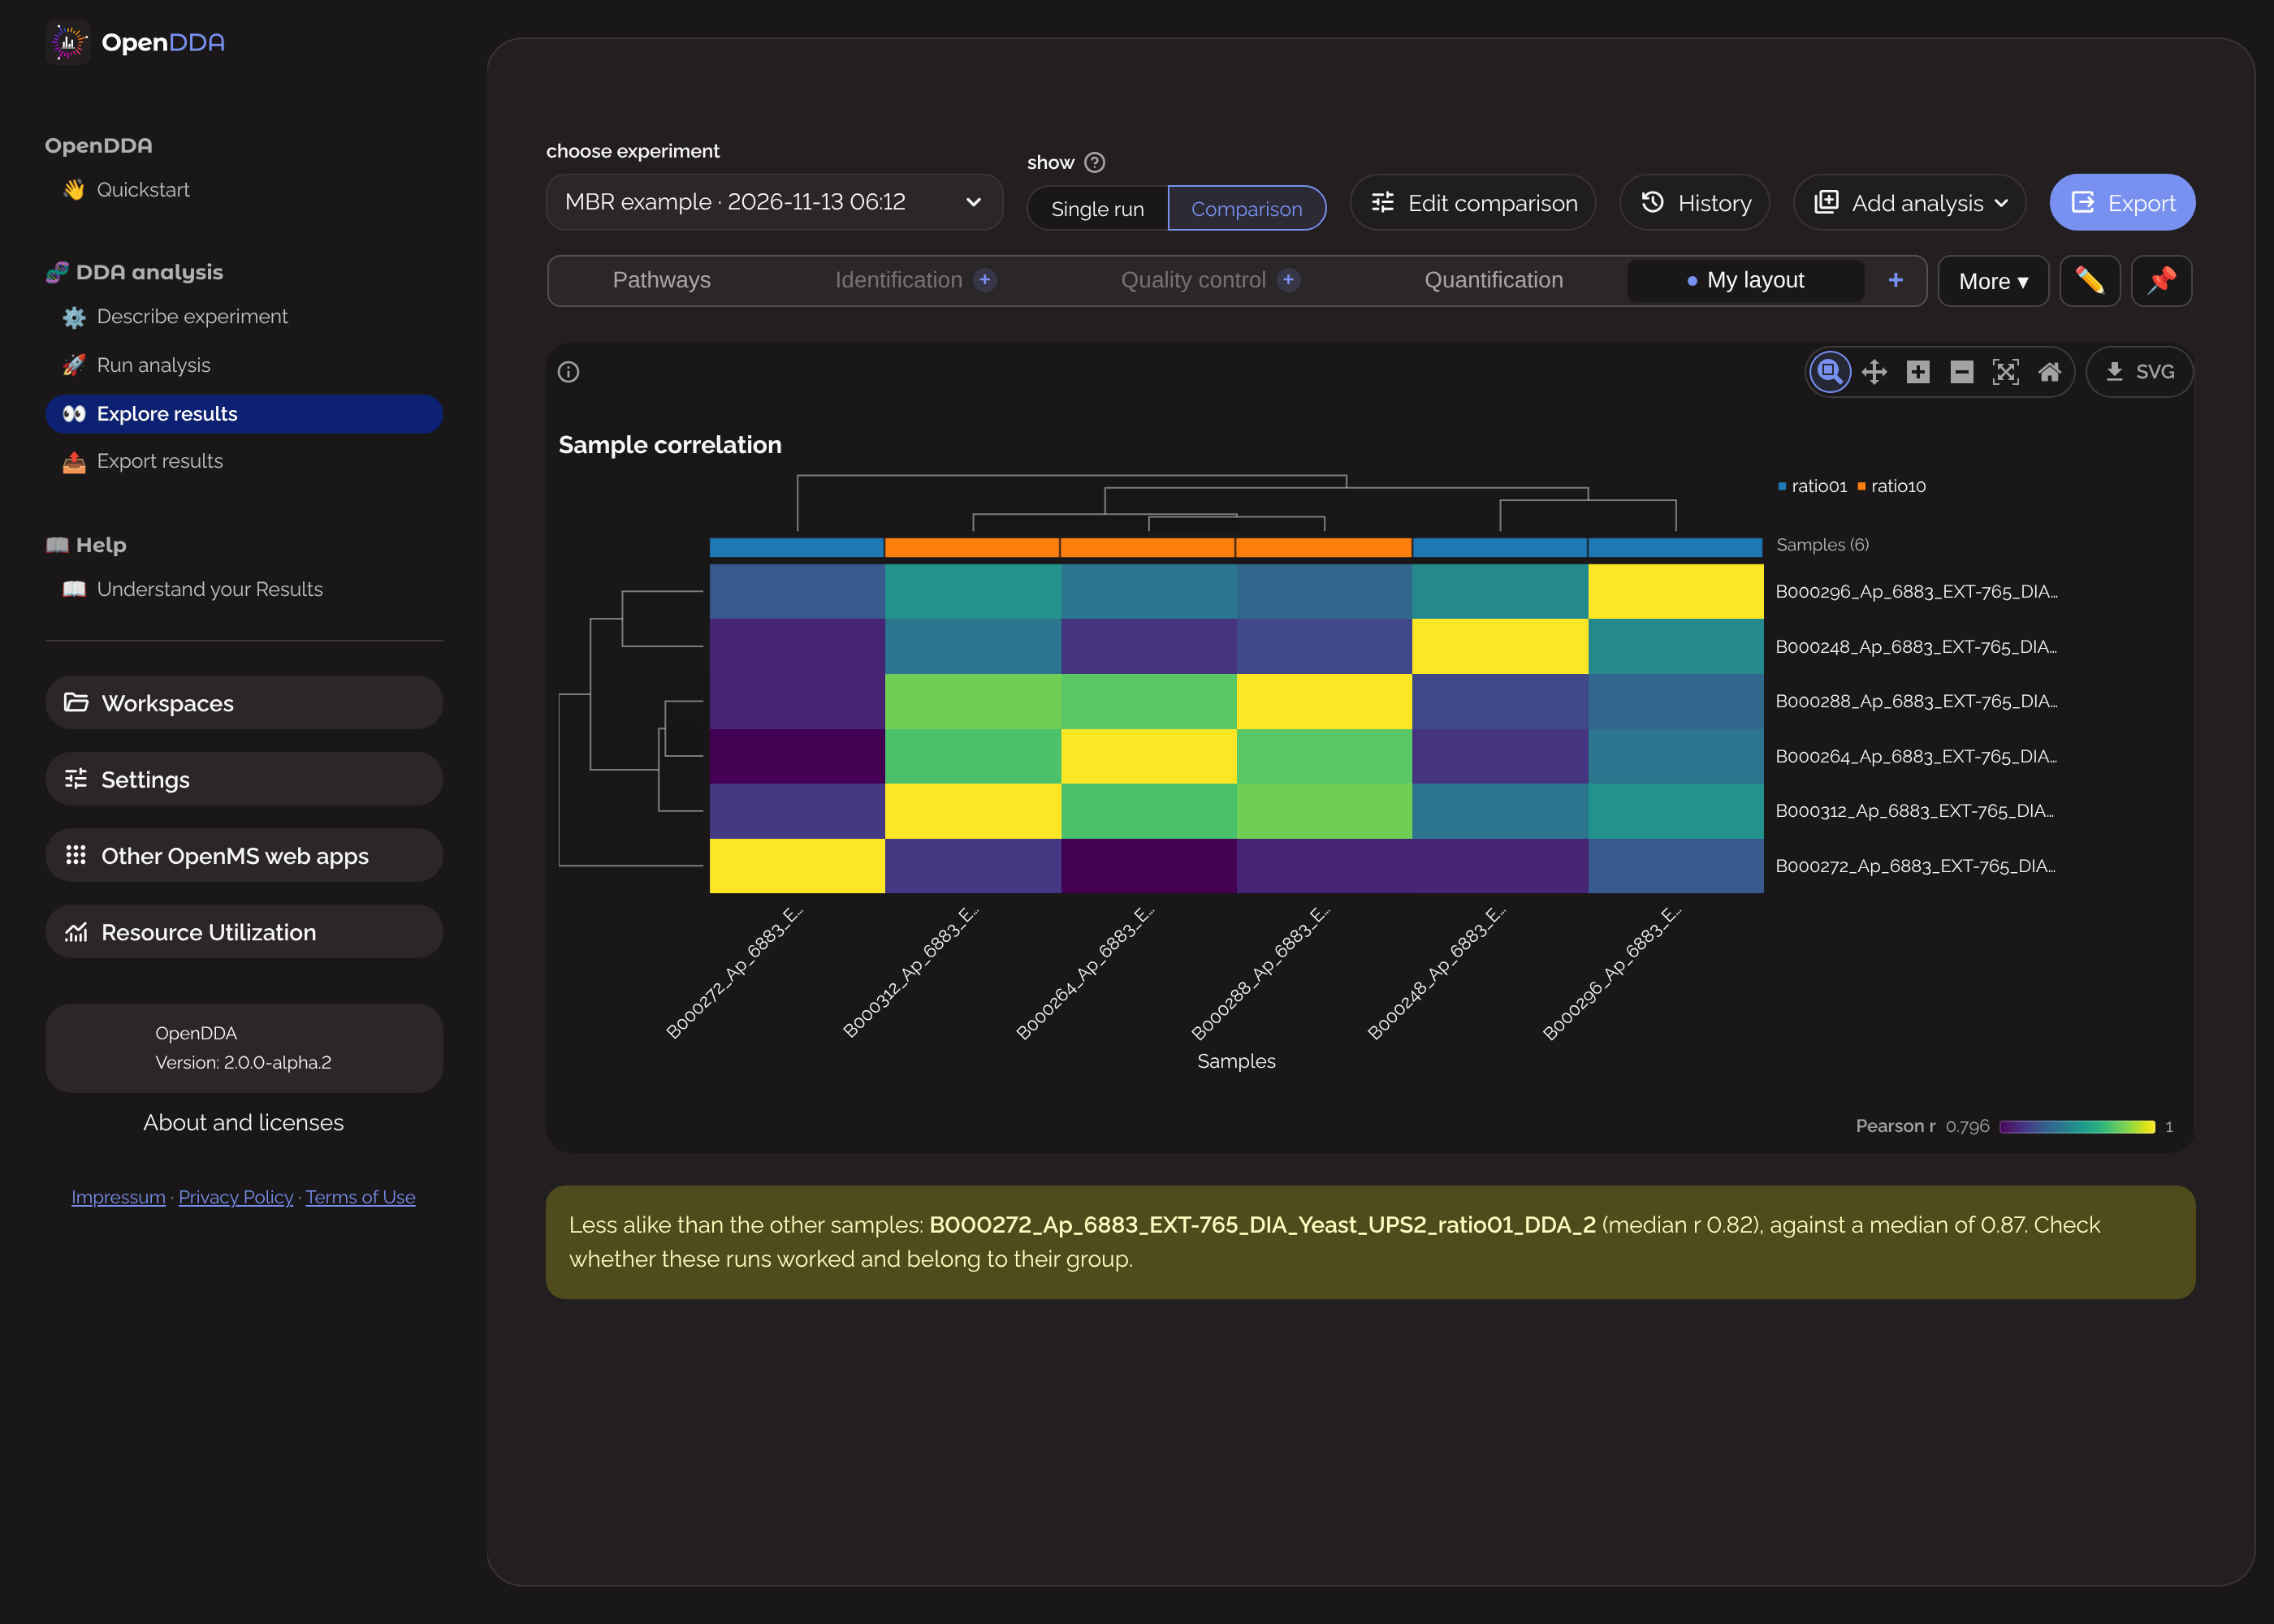 OpenDDA
OpenDDA
Quickstart
DDA analysis
Describe experiment
Run analysis
Explore results
Export results
Help
Understand your Results
Workspaces
Settings
Other OpenMS web apps
Resource Utilization
OpenDDA
Version: 2.0.0-alpha.2
About and licenses
Impressum · Privacy Policy · Terms of Use
choose experiment
MBR example · 2026-11-13 06:12
show
Single run
Comparison
Edit comparison
History
Add analysis
Export
Pathways
Identification +
Quality control +
Quantification
My layout
+
More ▾
SVG
Sample correlation
ratio01 ratio10
Samples (6)
B000296_Ap_6883_EXT-765_DIA…
B000248_Ap_6883_EXT-765_DIA…
B000288_Ap_6883_EXT-765_DIA…
B000264_Ap_6883_EXT-765_DIA…
B000312_Ap_6883_EXT-765_DIA…
B000272_Ap_6883_EXT-765_DIA…
B000272_Ap_6883_E…
B000312_Ap_6883_E…
B000264_Ap_6883_E…
B000288_Ap_6883_E…
B000248_Ap_6883_E…
B000296_Ap_6883_E…
Samples
Pearson r 0.796 1
Less alike than the other samples: B000272_Ap_6883_EXT-765_DIA_Yeast_UPS2_ratio01_DDA_2 (median r 0.82), against a median of 0.87. Check
whether these runs worked and belong to their group.